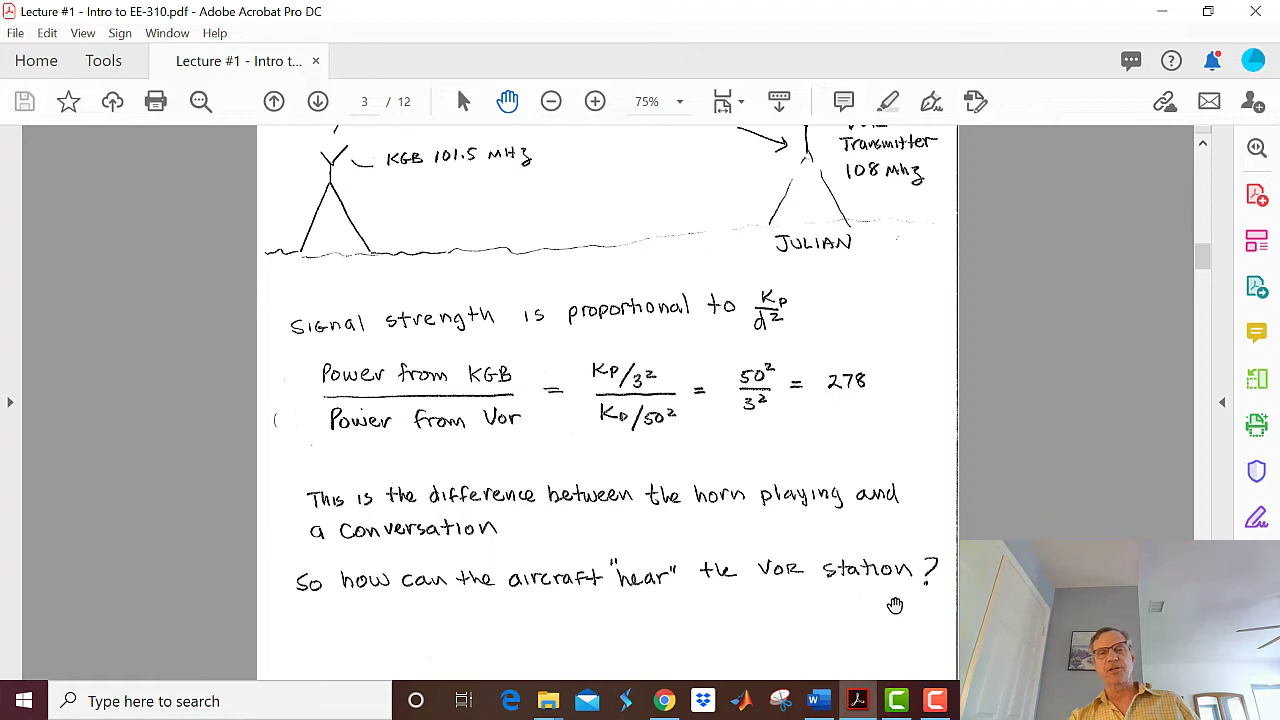 Lecture #1 - Intro to EE-310.pdf - Adobe Acrobat Pro DC
File Edit View Sign Window Help
Home Tools Lecture #1 - Intro t... ×
3 / 12 75%
KGB 101.5 MHz
Transmitter
108 Mhz
JULIAN
Signal strength is proportional to Kp/d²
Power from KGB / Power from Vor = Kp/3² / Kp/50² = 50²/3² = 278
This is the difference between the horn playing and
a conversation
So how can the aircraft "hear" the VOR station?
Type here to search